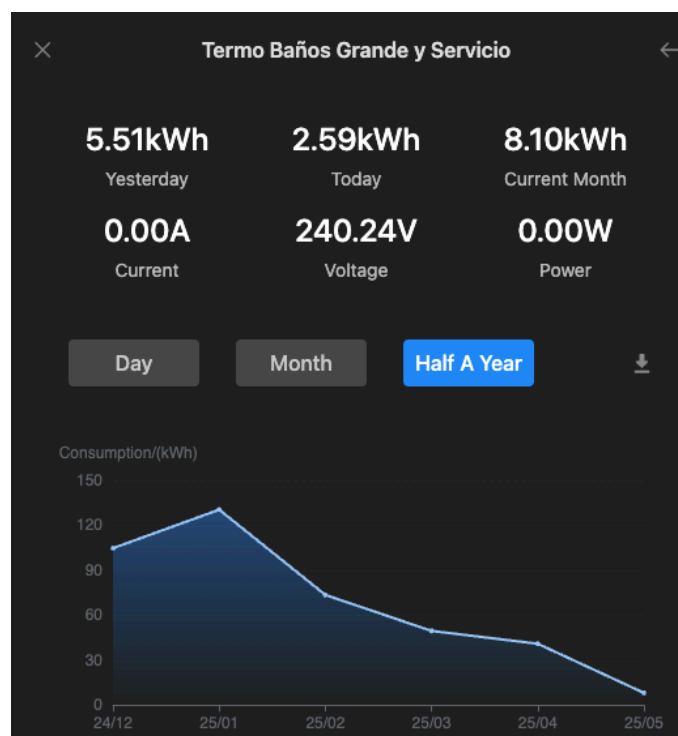 Termo Baños Grande y Servicio
5.51kWh 2.59kWh 8.10kWh
Yesterday Today Current Month
0.00A 240.24V 0.00W
Current Voltage Power
Day Month Half A Year
Consumption/(kWh)
150
120
90
60
30
0
24/12 25/01 25/02 25/03 25/04 25/05